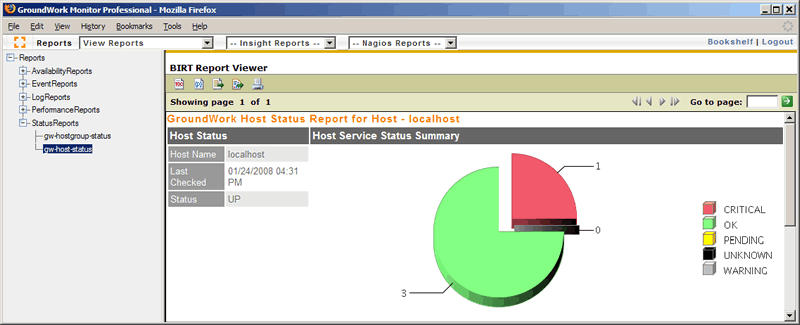 GroundWork Monitor Professional - Mozilla Firefox
File Edit View History Bookmarks Tools Help
Reports View Reports -- Insight Reports -- -- Nagios Reports -- Bookshelf | Logout
Reports
AvailabilityReports
EventReports
LogReports
PerformanceReports
StatusReports
gw-hostgroup-status
gw-host-status
BIRT Report Viewer
Showing page 1 of 1 Go to page:
GroundWork Host Status Report for Host - localhost
Host Status Host Service Status Summary
Host Name localhost
Last Checked 01/24/2008 04:31 PM
Status UP
1
0
3
CRITICAL
OK
PENDING
UNKNOWN
WARNING